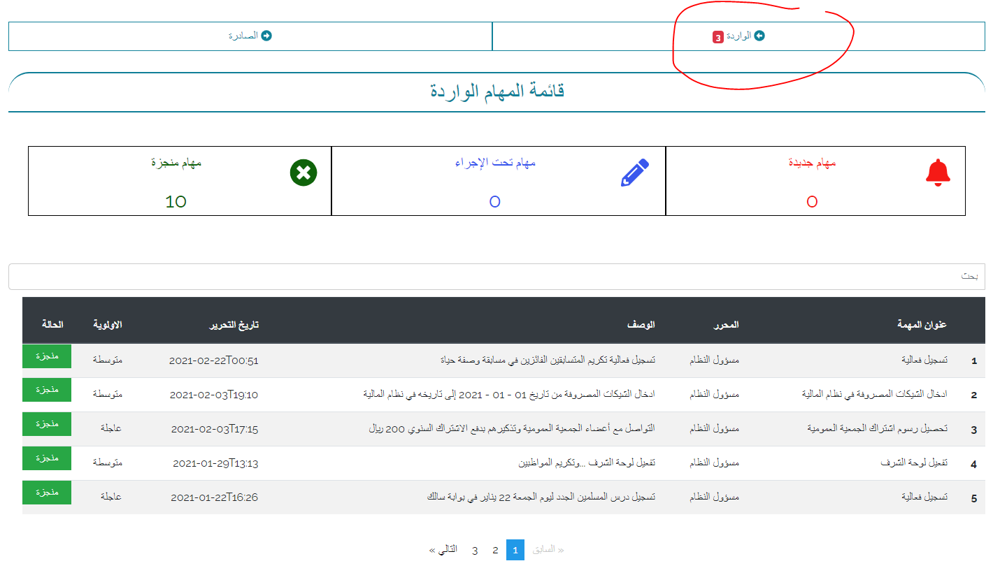 الواردة 3
الصادرة
قائمة المهام الواردة
مهام جديدة
0
مهام تحت الإجراء
0
مهام منجزة
10
بحث
عنوان المهمة المحرر الوصف تاريخ التحرير الاولوية الحالة
1 تسجيل فعالية مسؤول النظام تسجيل فعالية تكريم المتسابقين الفائزين في مسابقة وصفة حياة 2021-02-22T00:51 متوسطة منجزة
2 ادخال الشيكات المصروفة في نظام المالية مسؤول النظام ادخال الشيكات المصروفة من تاريخ 01 - 01 - 2021 إلى تاريخه في نظام المالية 2021-02-03T19:10 متوسطة منجزة
3 تحصيل رسوم اشتراك الجمعية العمومية مسؤول النظام التواصل مع أعضاء الجمعية العمومية وتذكيرهم بدفع الاشتراك السنوي 200 ريال 2021-02-03T17:15 عاجلة منجزة
4 تفعيل لوحة الشرف مسؤول النظام تفعيل لوحة الشرف ...وتكريم المواظبين 2021-01-29T13:13 متوسطة منجزة
5 تسجيل فعالية مسؤول النظام تسجيل درس المسلمين الجدد ليوم الجمعة 22 يناير في بوابة سالك 2021-01-22T16:26 عاجلة منجزة
« السابق 1 2 3 التالي »